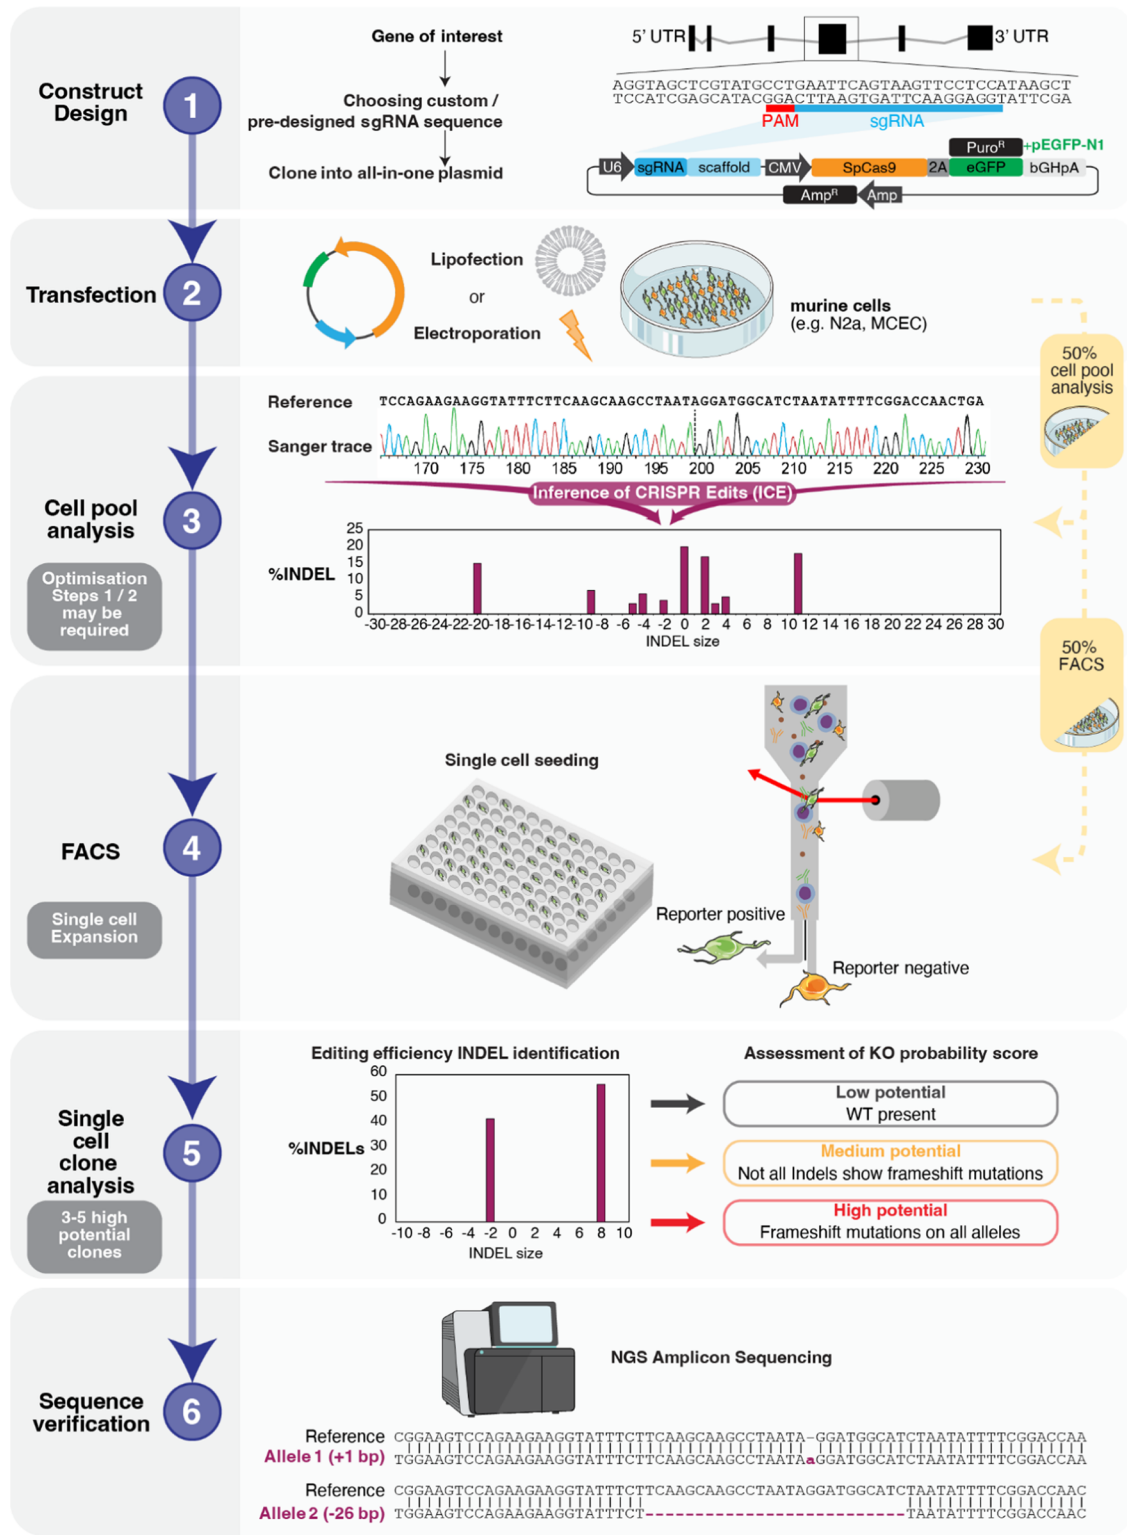 Construct
Design
1
Gene of interest
Choosing custom /
pre-designed sgRNA sequence
Clone into all-in-one plasmid
5' UTR
3' UTR
AGGTAGCTCGTATGCCTGAATTCAGTAAGTTCCTCCATAAGCT
TCCATCGAGCATACGGACTTAAGTGATTCAAGGAGGTATTCGA
PAM
sgRNA
PuroR
+pEGFP-N1
U6
sgRNA
scaffold
CMV
SpCas9
2A
eGFP
bGHpA
AmpR
Amp
Transfection
2
Lipofection
or
Electroporation
murine cells
(e.g. N2a, MCEC)
50%
cell pool
analysis
Cell pool
analysis
3
Optimisation
Steps 1 / 2
may be
required
Reference
TCCAGAAGAAGGTATTTCTTCAAGCAAGCCTAATAGGATGGCATCTAATATTTTCGGACCAACTGA
Sanger trace
170 175 180 185 190 195 200 205 210 215 220 225 230
Inference of CRISPR Edits (ICE)
%INDEL
25
20
15
10
5
0
-30 -28 -26 -24 -22 -20 -18 -16 -14 -12 -10 -8 -6 -4 -2 0 2 4 6 8 10 12 14 16 18 20 22 24 26 28 30
INDEL size
50%
FACS
FACS
4
Single cell
Expansion
Single cell seeding
Reporter positive
Reporter negative
Single
cell
clone
analysis
5
3-5 high
potential
clones
Editing efficiency INDEL identification
%INDELs
60
50
40
30
20
10
0
-10 -8 -6 -4 -2 0 2 4 6 8 10
INDEL size
Assessment of KO probability score
Low potential
WT present
Medium potential
Not all Indels show frameshift mutations
High potential
Frameshift mutations on all alleles
Sequence
verification
6
NGS Amplicon Sequencing
Reference CGGAAGTCCAGAAGAAGGTATTTCTTCAAGCAAGCCTAATA-GGATGGCATCTAATATTTTCGGACCAA
Allele 1 (+1 bp) TGGAAGTCCAGAAGAAGGTATTTCTTCAAGCAAGCCTAATAaGGATGGCATCTAATATTTTCGGACCAA
Reference CGGAAGTCCAGAAGAAGGTATTTCTTCAAGCAAGCCTAATAGGATGGCATCTAATATTTTCGGACCAAC
Allele 2 (-26 bp) TGGAAGTCCAGAAGAAGGTATTTCT--------------------------TAATATTTTCGGACCAAC